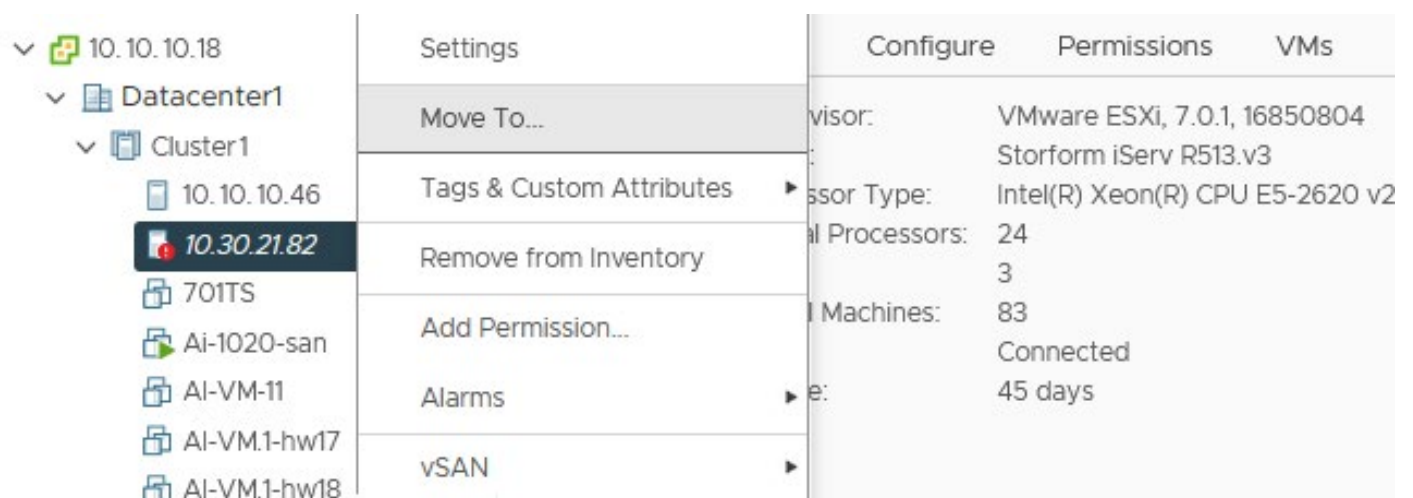 10.10.10.18
Datacenter1
Cluster1
10.10.10.46
10.30.21.82
701TS
Ai-1020-san
AI-VM-11
AI-VM.1-hw17
AI-VM.1-hw18
Settings
Move To...
Tags & Custom Attributes
Remove from Inventory
Add Permission...
Alarms
vSAN
Configure Permissions VMs
visor: VMware ESXi, 7.0.1, 16850804
: Storform iServ R513.v3
ssor Type: Intel(R) Xeon(R) CPU E5-2620 v2
al Processors: 24
3
l Machines: 83
Connected
e: 45 days